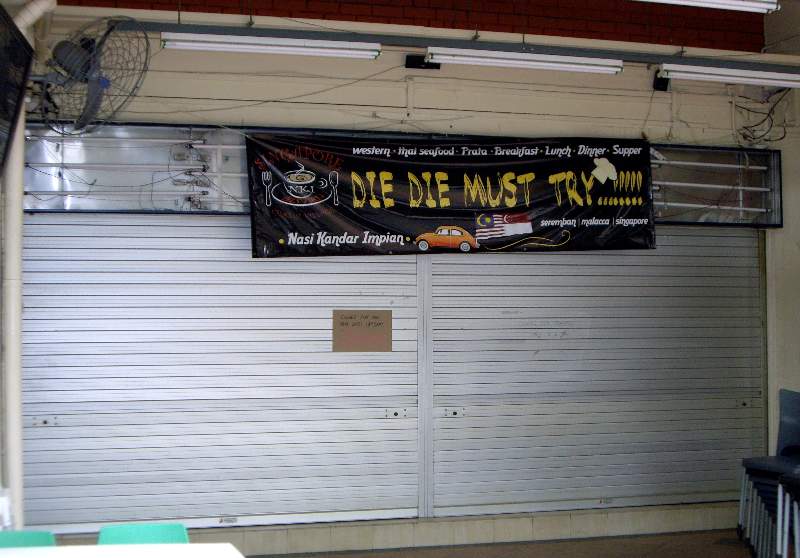 western · thai seafood · Prata · Breakfast · Lunch · Dinner · Supper
SINGAPORE
NKI
DIE DIE MUST TRY.......!!!!!!
· Nasi Kandar Impian ·
seremban | malacca | singapore